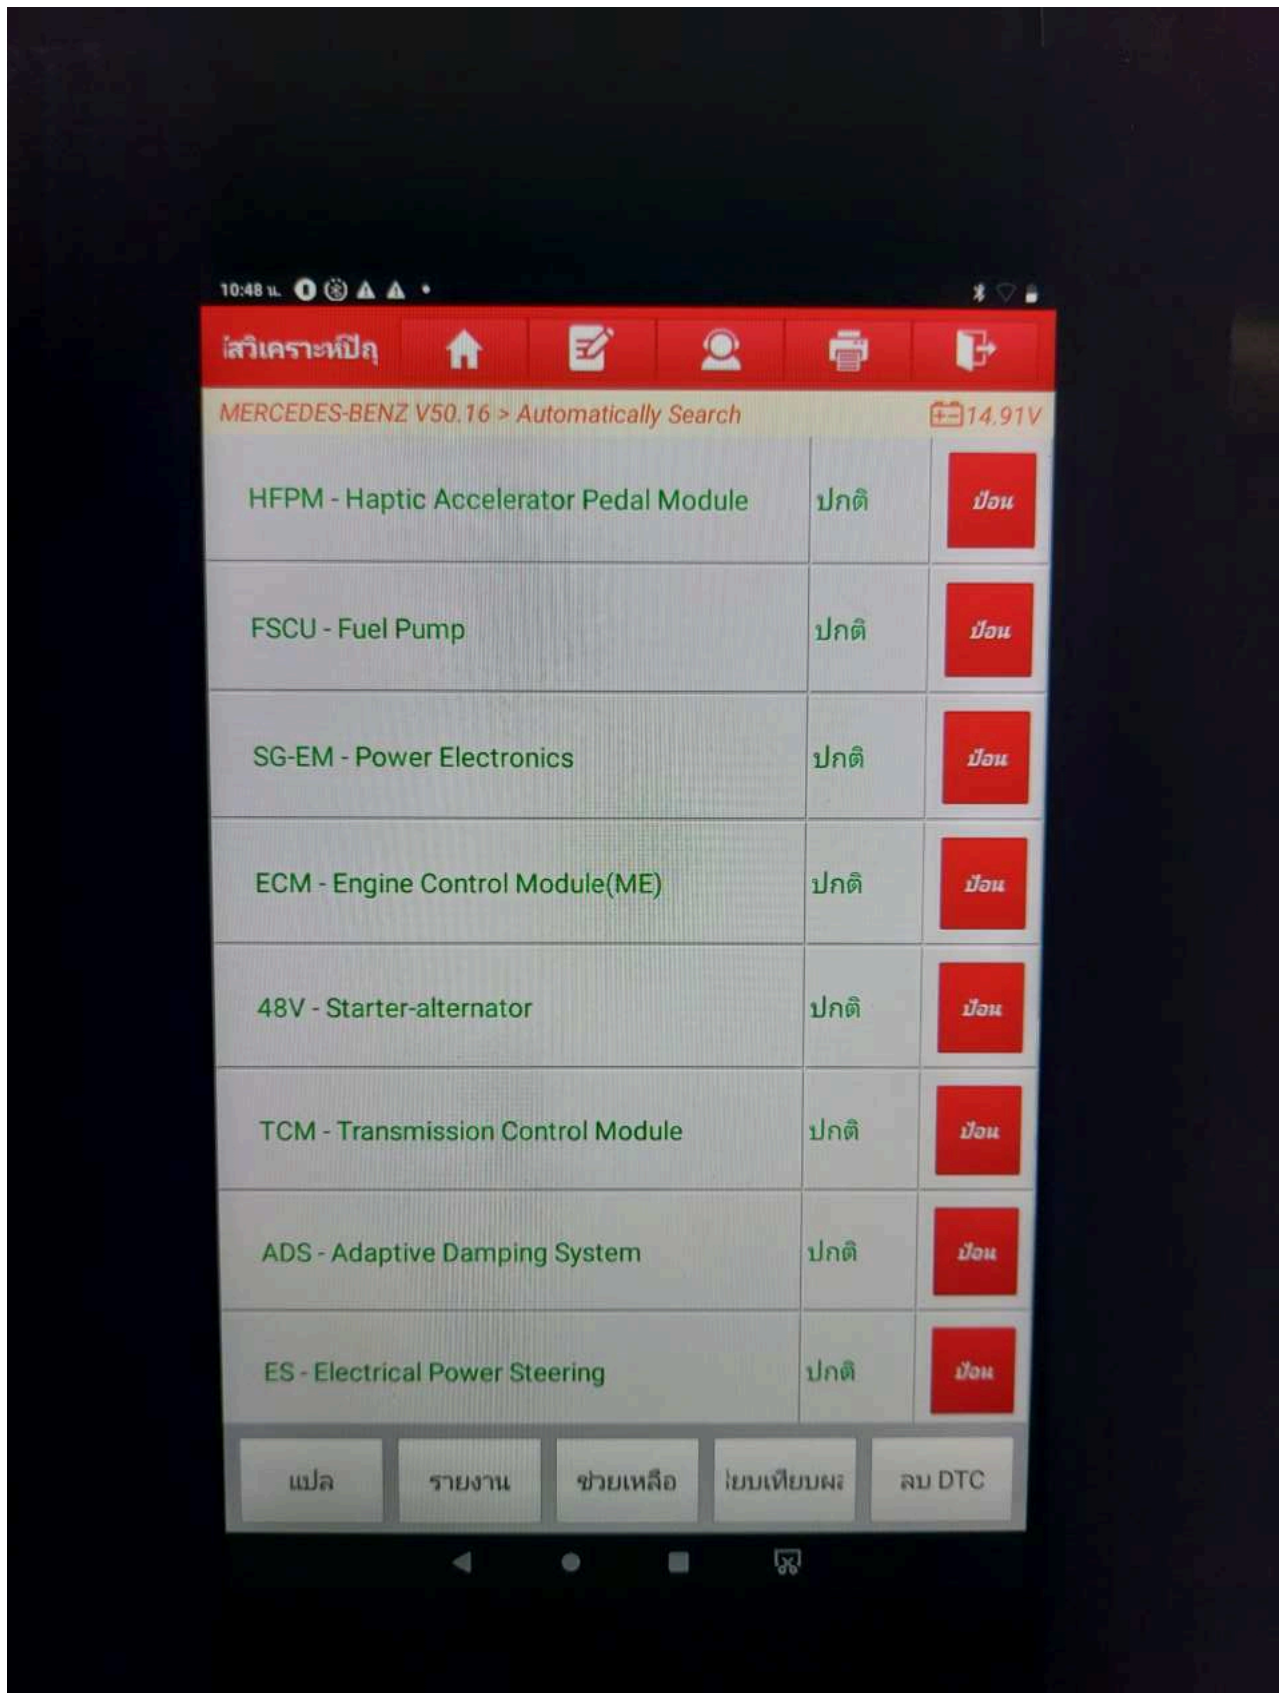 10:48 น.
ัสวิเคราะห์ปัญ
MERCEDES-BENZ V50.16 > Automatically Search 14.91V
HFPM - Haptic Accelerator Pedal Module ปกติ ป้อน
FSCU - Fuel Pump ปกติ ป้อน
SG-EM - Power Electronics ปกติ ป้อน
ECM - Engine Control Module(ME) ปกติ ป้อน
48V - Starter-alternator ปกติ ป้อน
TCM - Transmission Control Module ปกติ ป้อน
ADS - Adaptive Damping System ปกติ ป้อน
ES - Electrical Power Steering ปกติ ป้อน
แปล รายงาน ช่วยเหลือ ลบ DTC